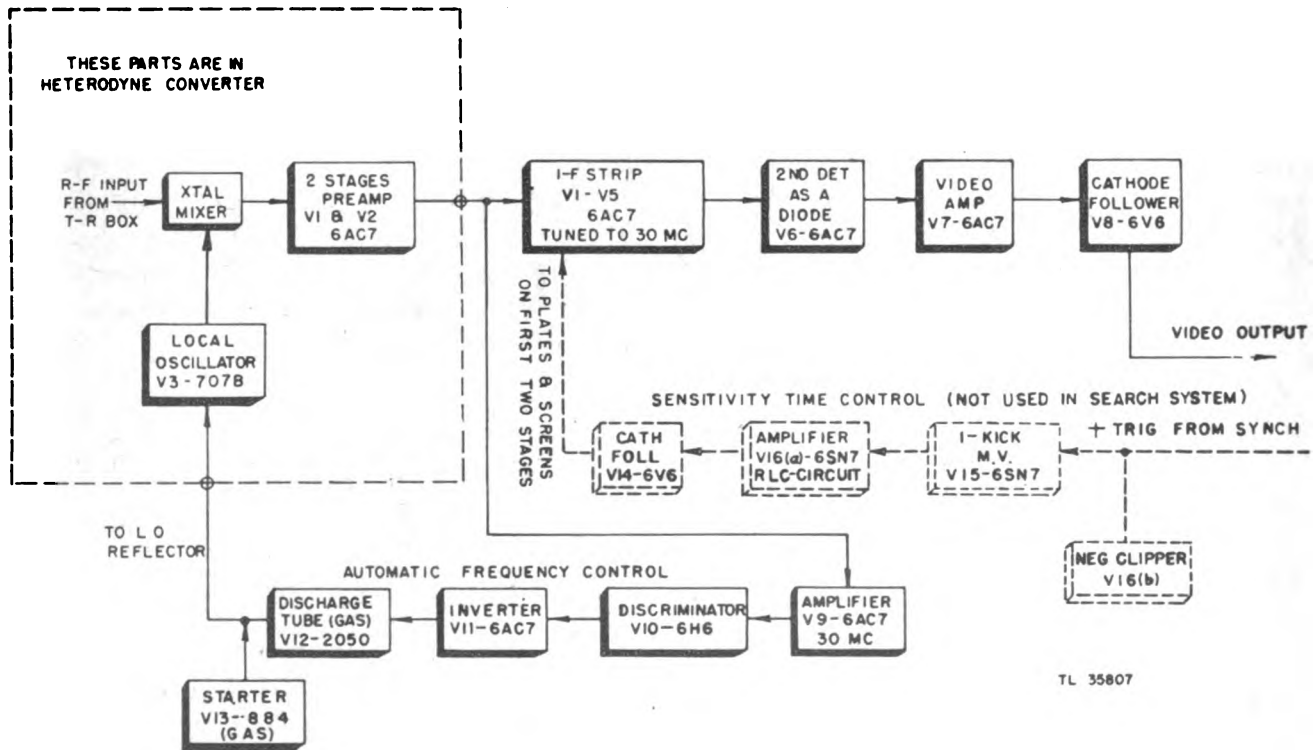 THESE PARTS ARE IN
HETERODYNE CONVERTER
R-F INPUT
FROM
T-R BOX
XTAL
MIXER
2 STAGES
PREAMP
V1 & V2
6AC7
I-F STRIP
V1-V5
6AC7
TUNED TO 30 MC
2ND DET
AS A
DIODE
V6-6AC7
VIDEO
AMP
V7-6AC7
CATHODE
FOLLOWER
V8-6V6
LOCAL
OSCILLATOR
V3-707B
TO PLATES & SCREENS
ON FIRST TWO STAGES
VIDEO OUTPUT
SENSITIVITY TIME CONTROL (NOT USED IN SEARCH SYSTEM)
+ TRIG FROM SYNCH
CATH
FOLL
V14-6V6
AMPLIFIER
V16(a)-6SN7
RLC-CIRCUIT
1-KICK
M.V.
V15-6SN7
NEG CLIPPER
V16(b)
TO L O
REFLECTOR
AUTOMATIC FREQUENCY CONTROL
DISCHARGE
TUBE (GAS)
V12-2050
INVERTER
V11-6AC7
DISCRIMINATOR
V10-6H6
AMPLIFIER
V9-6AC7
30 MC
STARTER
V13--884
(GAS)
TL 35807